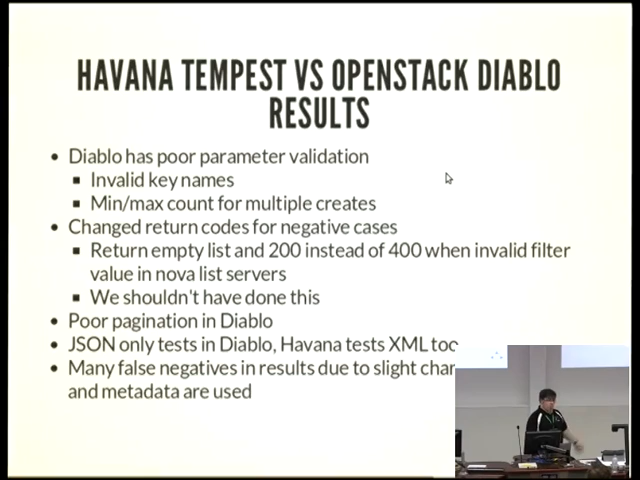 HAVANA TEMPEST VS OPENSTACK DIABLO
RESULTS
• Diablo has poor parameter validation
▪ Invalid key names
▪ Min/max count for multiple creates
• Changed return codes for negative cases
▪ Return empty list and 200 instead of 400 when invalid filter
value in nova list servers
▪ We shouldn't have done this
• Poor pagination in Diablo
• JSON only tests in Diablo, Havana tests XML too
• Many false negatives in results due to slight
and metadata are used